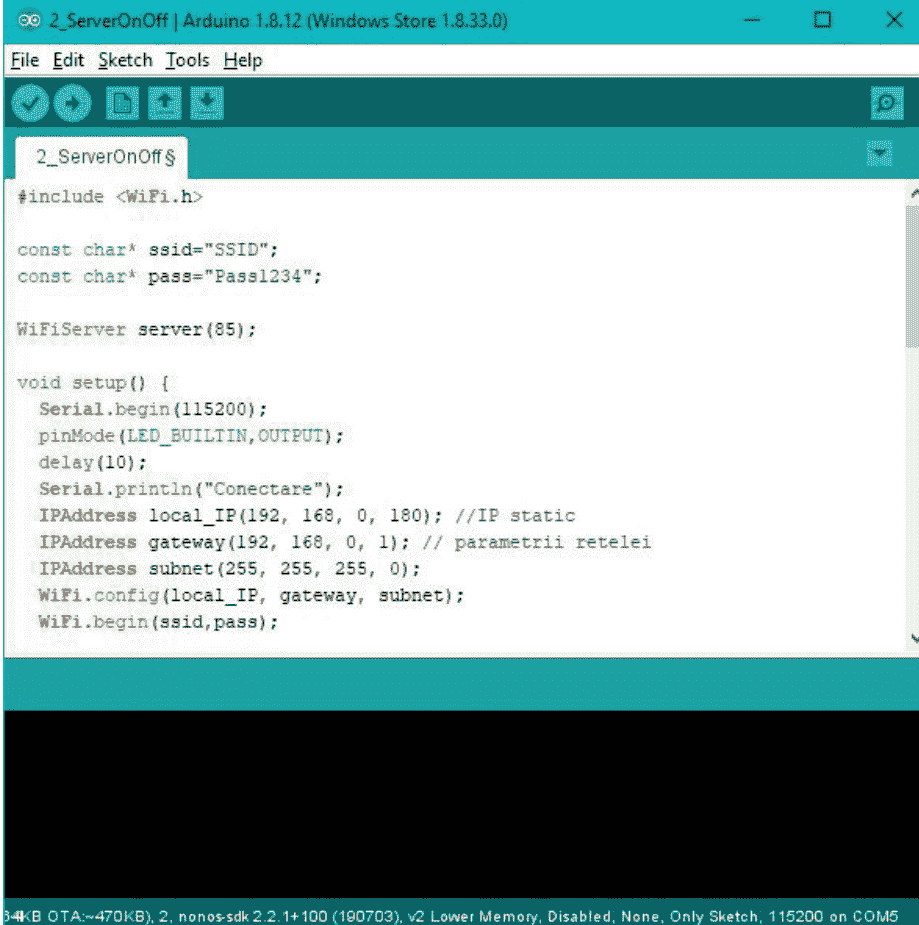 2_ServerOnOff | Arduino 1.8.12 (Windows Store 1.8.33.0)
File Edit Sketch Tools Help
2_ServerOnOff §
#include <WiFi.h>
const char* ssid="SSID";
const char* pass="Pass1234";
WiFiServer server(85);
void setup() {
Serial.begin(115200);
pinMode(LED_BUILTIN,OUTPUT);
delay(10);
Serial.println("Conectare");
IPAddress local_IP(192, 168, 0, 180); //IP static
IPAddress gateway(192, 168, 0, 1); // parametrii retelei
IPAddress subnet(255, 255, 255, 0);
WiFi.config(local_IP, gateway, subnet);
WiFi.begin(ssid,pass);
OTA:~470KB), 2, nonos-sdk 2.2.1+100 (190703), v2 Lower Memory, Disabled, None, Only Sketch, 115200 on COM5